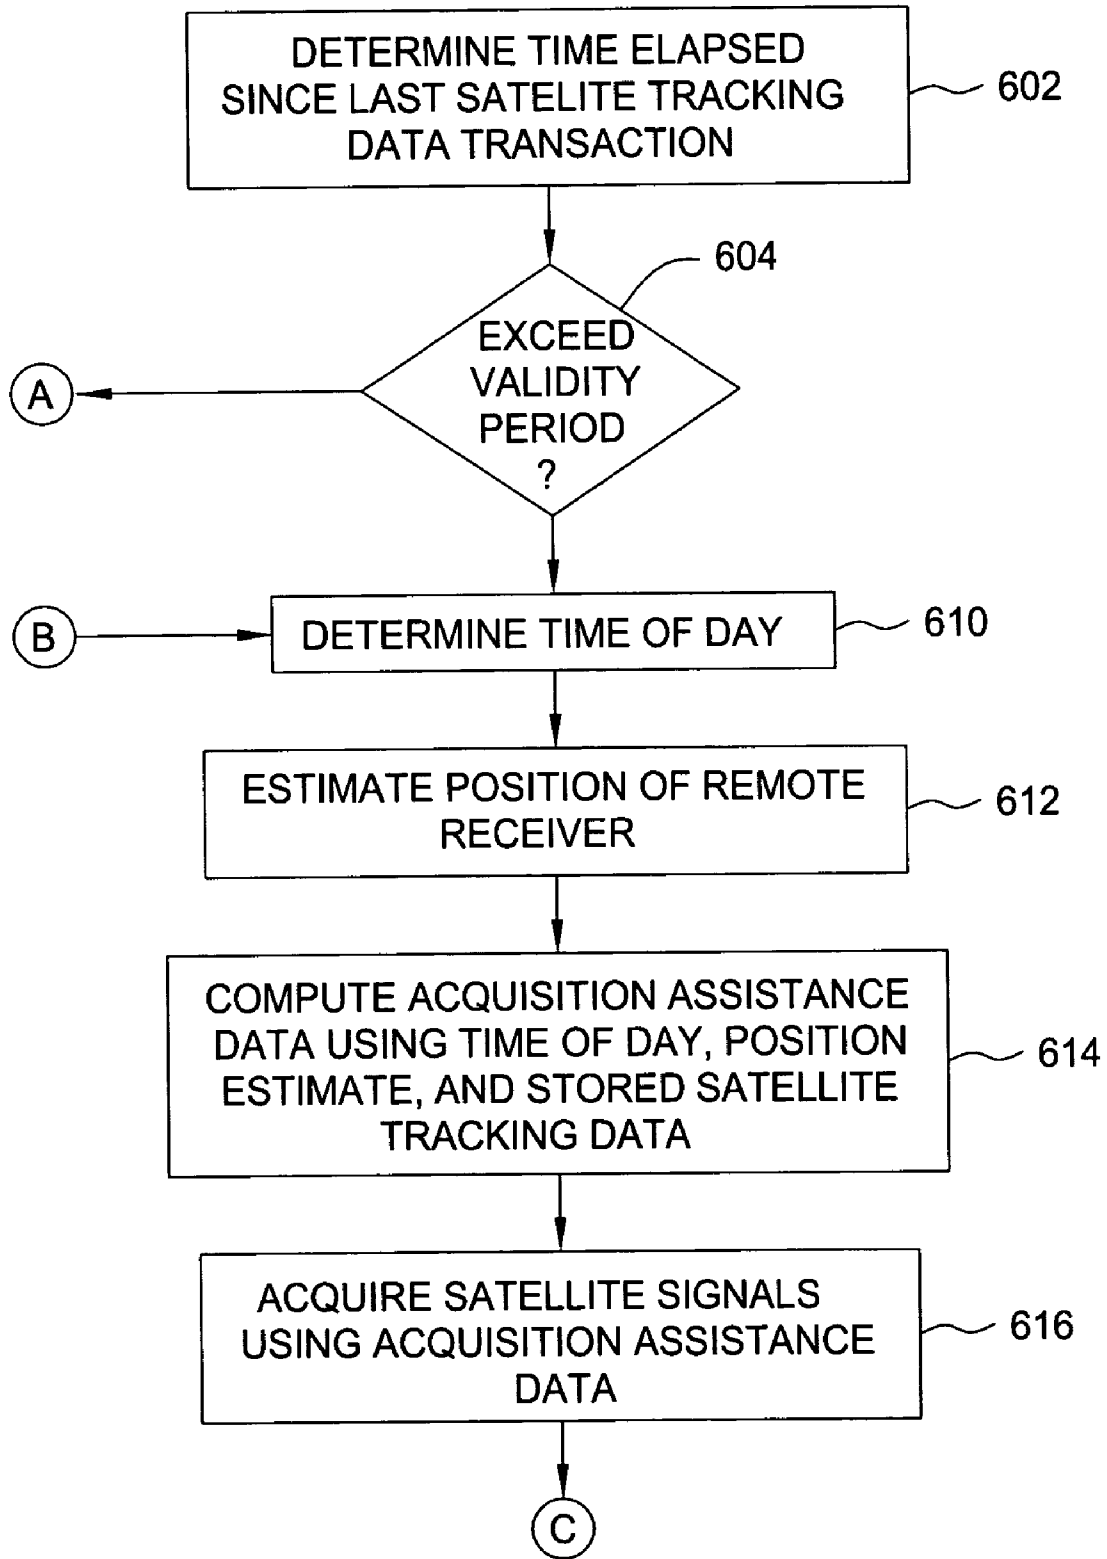 DETERMINE TIME ELAPSED
SINCE LAST SATELITE TRACKING
DATA TRANSACTION
602
604
EXCEED
VALIDITY
PERIOD
?
A
B
DETERMINE TIME OF DAY
610
ESTIMATE POSITION OF REMOTE
RECEIVER
612
COMPUTE ACQUISITION ASSISTANCE
DATA USING TIME OF DAY, POSITION
ESTIMATE, AND STORED SATELLITE
TRACKING DATA
614
ACQUIRE SATELLITE SIGNALS
USING ACQUISITION ASSISTANCE
DATA
616
C